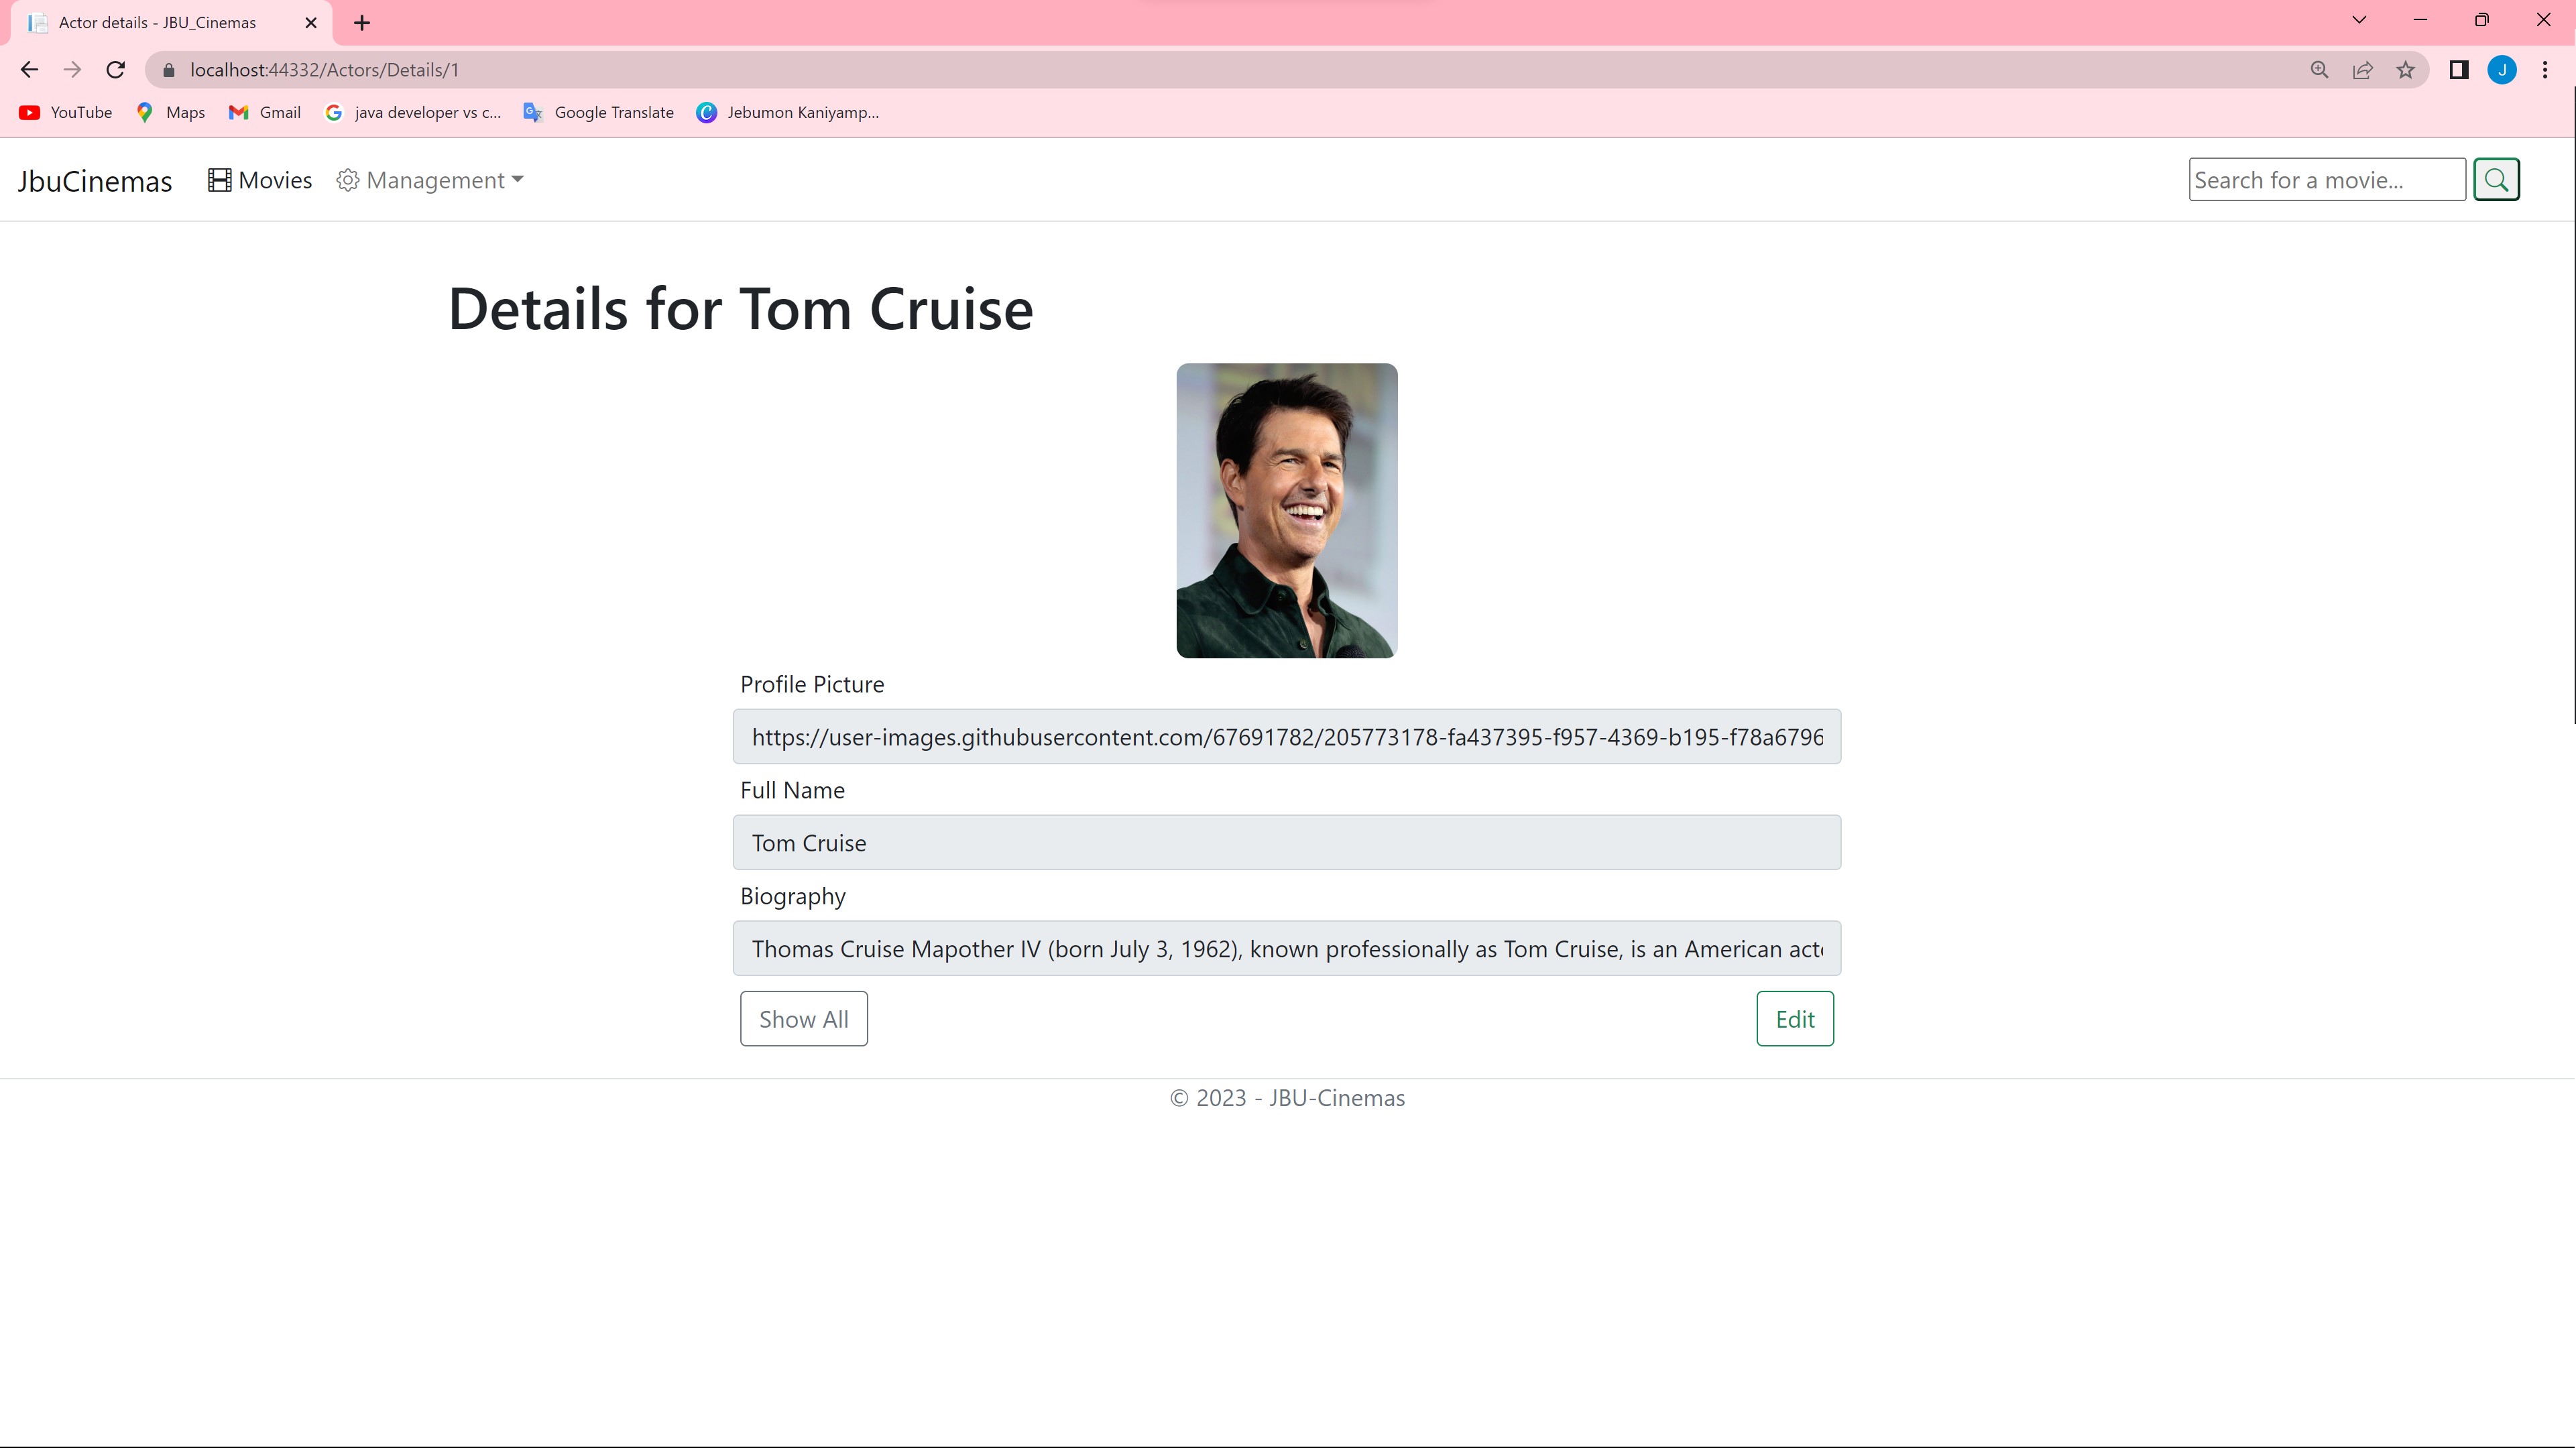 Actor details - JBU_Cinemas
localhost:44332/Actors/Details/1
J
YouTube Maps Gmail java developer vs c... Google Translate Jebumon Kaniyamp...
JbuCinemas Movies Management Search for a movie...
Details for Tom Cruise
Profile Picture
https://user-images.githubusercontent.com/67691782/205773178-fa437395-f957-4369-b195-f78a6796
Full Name
Tom Cruise
Biography
Thomas Cruise Mapother IV (born July 3, 1962), known professionally as Tom Cruise, is an American acto
Show All Edit
© 2023 - JBU-Cinemas